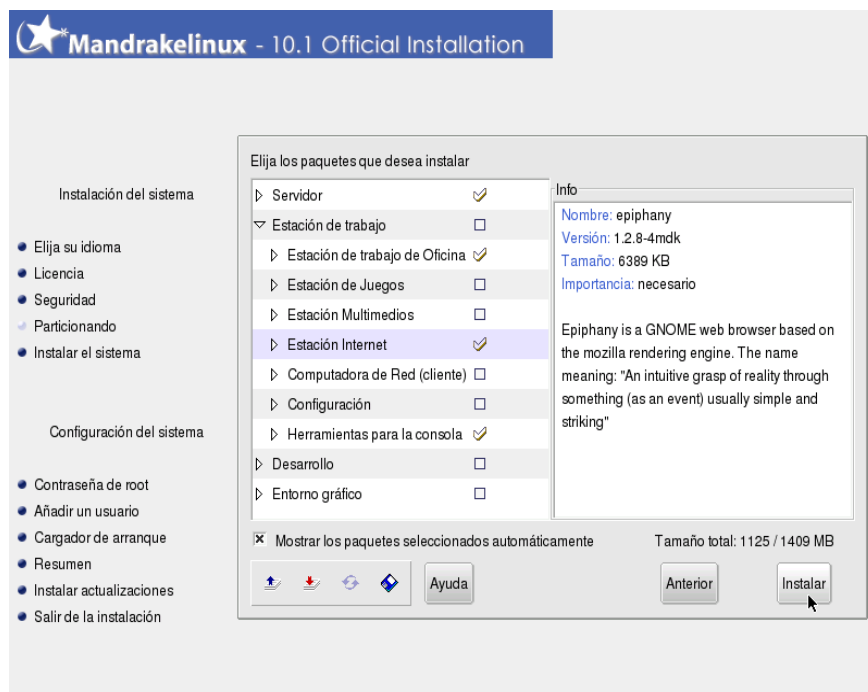 Mandrakelinux - 10.1 Official Installation
Instalación del sistema
Elija su idioma
Licencia
Seguridad
Particionando
Instalar el sistema
Configuración del sistema
Contraseña de root
Añadir un usuario
Cargador de arranque
Resumen
Instalar actualizaciones
Salir de la instalación
Elija los paquetes que desea instalar
Servidor
Estación de trabajo
Estación de trabajo de Oficina
Estación de Juegos
Estación Multimedios
Estación Internet
Computadora de Red (cliente)
Configuración
Herramientas para la consola
Desarrollo
Entorno gráfico
Info
Nombre: epiphany
Versión: 1.2.8-4mdk
Tamaño: 6389 KB
Importancia: necesario
Epiphany is a GNOME web browser based on
the mozilla rendering engine. The name
meaning: "An intuitive grasp of reality through
something (as an event) usually simple and
striking"
Mostrar los paquetes seleccionados automáticamente
Tamaño total: 1125 / 1409 MB
Ayuda
Anterior
Instalar